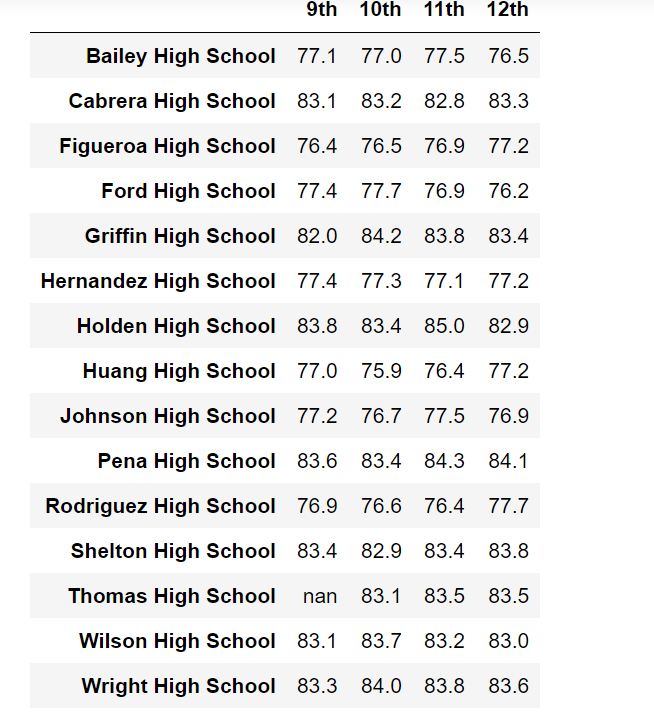 9th 10th 11th 12th
Bailey High School 77.1 77.0 77.5 76.5
Cabrera High School 83.1 83.2 82.8 83.3
Figueroa High School 76.4 76.5 76.9 77.2
Ford High School 77.4 77.7 76.9 76.2
Griffin High School 82.0 84.2 83.8 83.4
Hernandez High School 77.4 77.3 77.1 77.2
Holden High School 83.8 83.4 85.0 82.9
Huang High School 77.0 75.9 76.4 77.2
Johnson High School 77.2 76.7 77.5 76.9
Pena High School 83.6 83.4 84.3 84.1
Rodriguez High School 76.9 76.6 76.4 77.7
Shelton High School 83.4 82.9 83.4 83.8
Thomas High School nan 83.1 83.5 83.5
Wilson High School 83.1 83.7 83.2 83.0
Wright High School 83.3 84.0 83.8 83.6